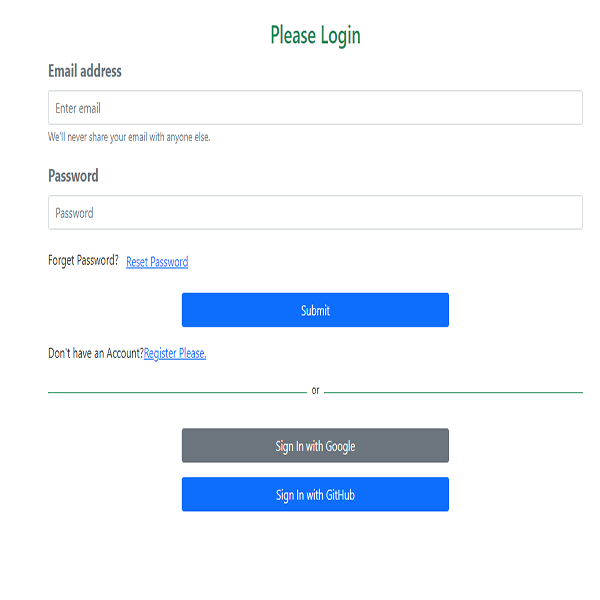 Please Login
Email address
Enter email
We'll never share your email with anyone else.
Password
Password
Forget Password? Reset Password
Submit
Don't have an Account?Register Please.
or
Sign In with Google
Sign In with GitHub